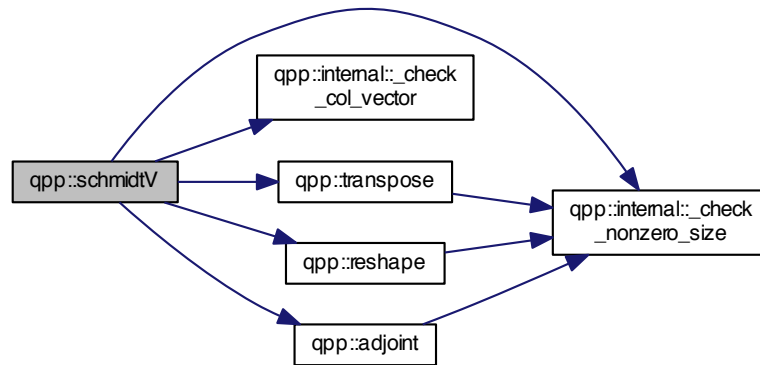 qpp::schmidtV
qpp::internal::_check
_col_vector
qpp::transpose
qpp::reshape
qpp::adjoint
qpp::internal::_check
_nonzero_size